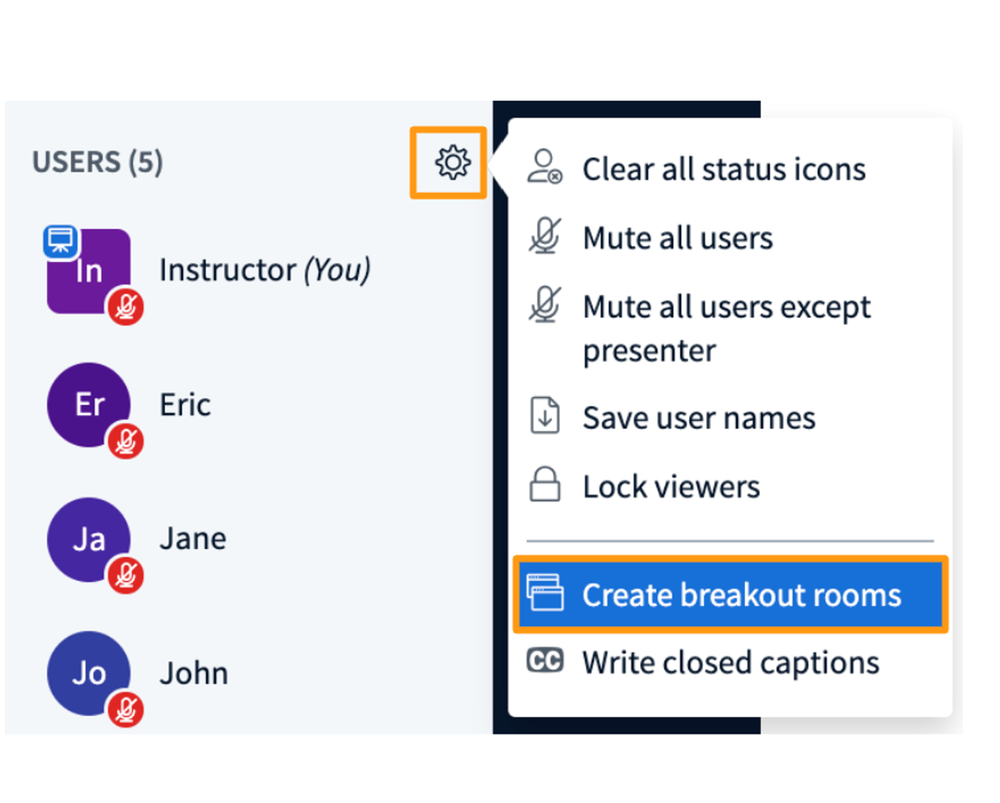 USERS (5)
In
Instructor (You)
Er
Eric
Ja
Jane
Jo
John
Clear all status icons
Mute all users
Mute all users except
presenter
Save user names
Lock viewers
Create breakout rooms
CC
Write closed captions